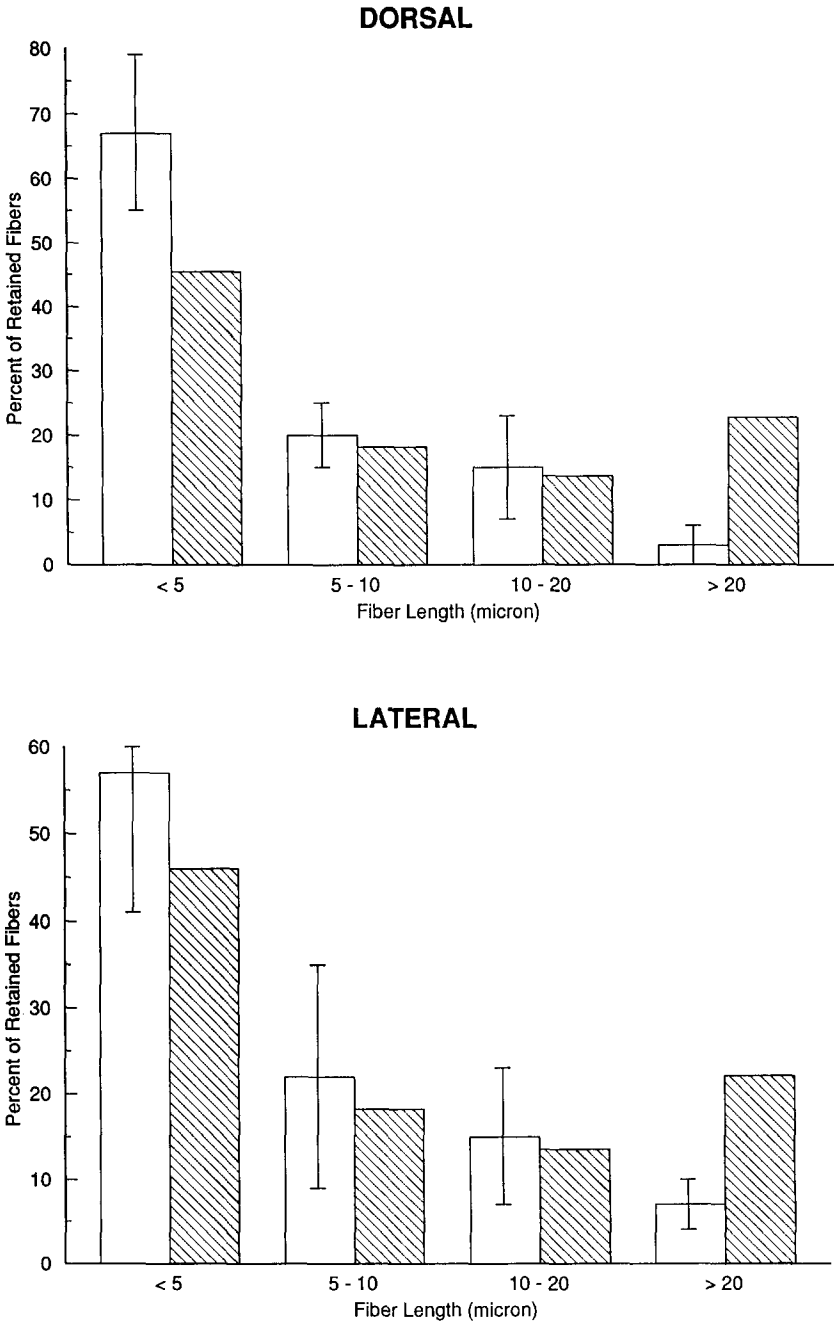 DORSAL
80
70
60
50
40
30
20
10
0
Percent of Retained Fibers
< 5 5 - 10 10 - 20 > 20
Fiber Length (micron)
LATERAL
60
50
40
30
20
10
0
Percent of Retained Fibers
< 5 5 - 10 10 - 20 > 20
Fiber Length (micron)